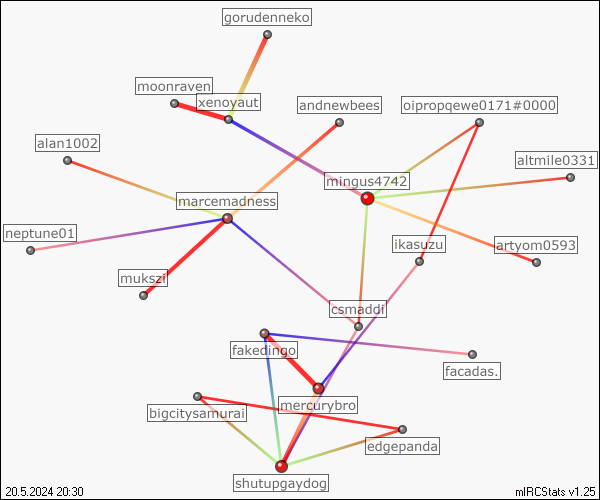 gorudenneko
moonraven
xenoyaut
andnewbees
oipropqewe0171#0000
alan1002
altmile0331
mingus4742
marcemadness
neptune01
ikasuzu
artyom0593
mukszi
csmaddi
fakedingo
facadas.
mercurybro
bigcitysamurai
edgepanda
shutupgaydog
20.5.2024 20:30
mIRCStats v1.25